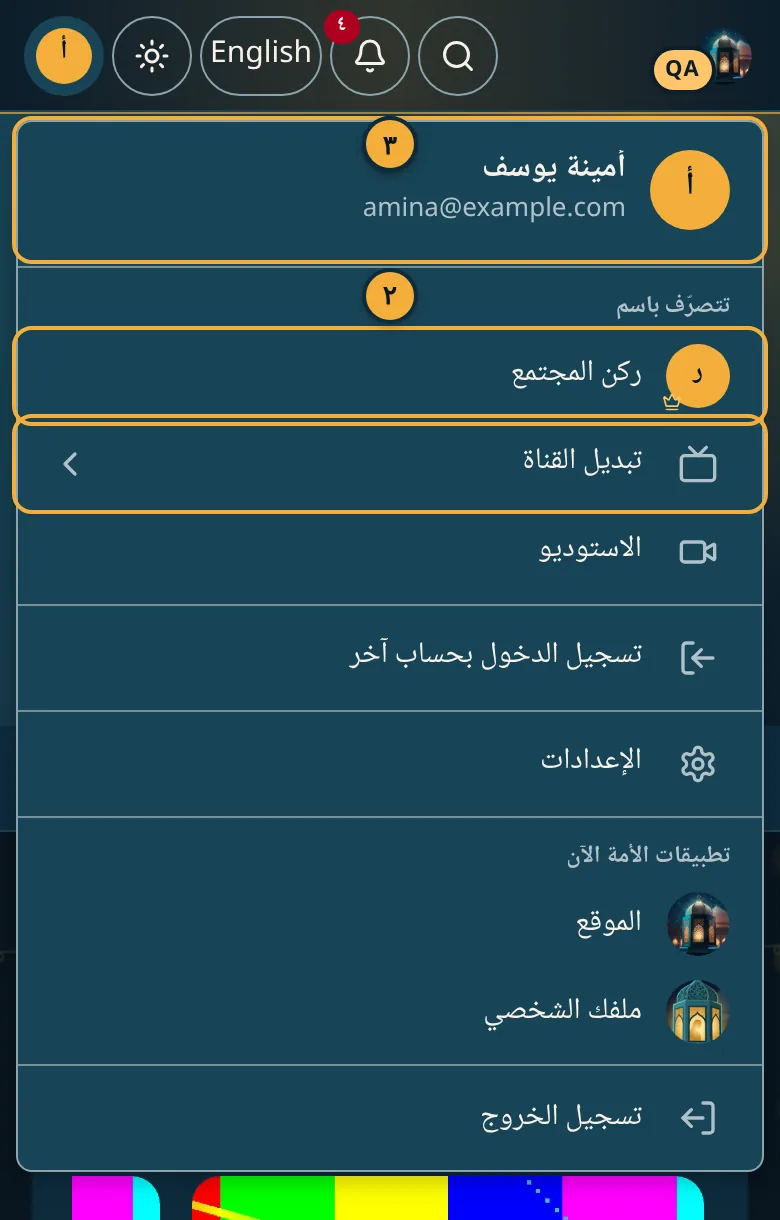 أ
English
٤
QA
٣
أمينة يوسف
أ
amina@example.com
٢
تتصرّف باسم
ركن المجتمع
ر
تبديل القناة
الاستوديو
تسجيل الدخول بحساب آخر
الإعدادات
تطبيقات الأمة الآن
الموقع
ملفك الشخصي
تسجيل الخروج